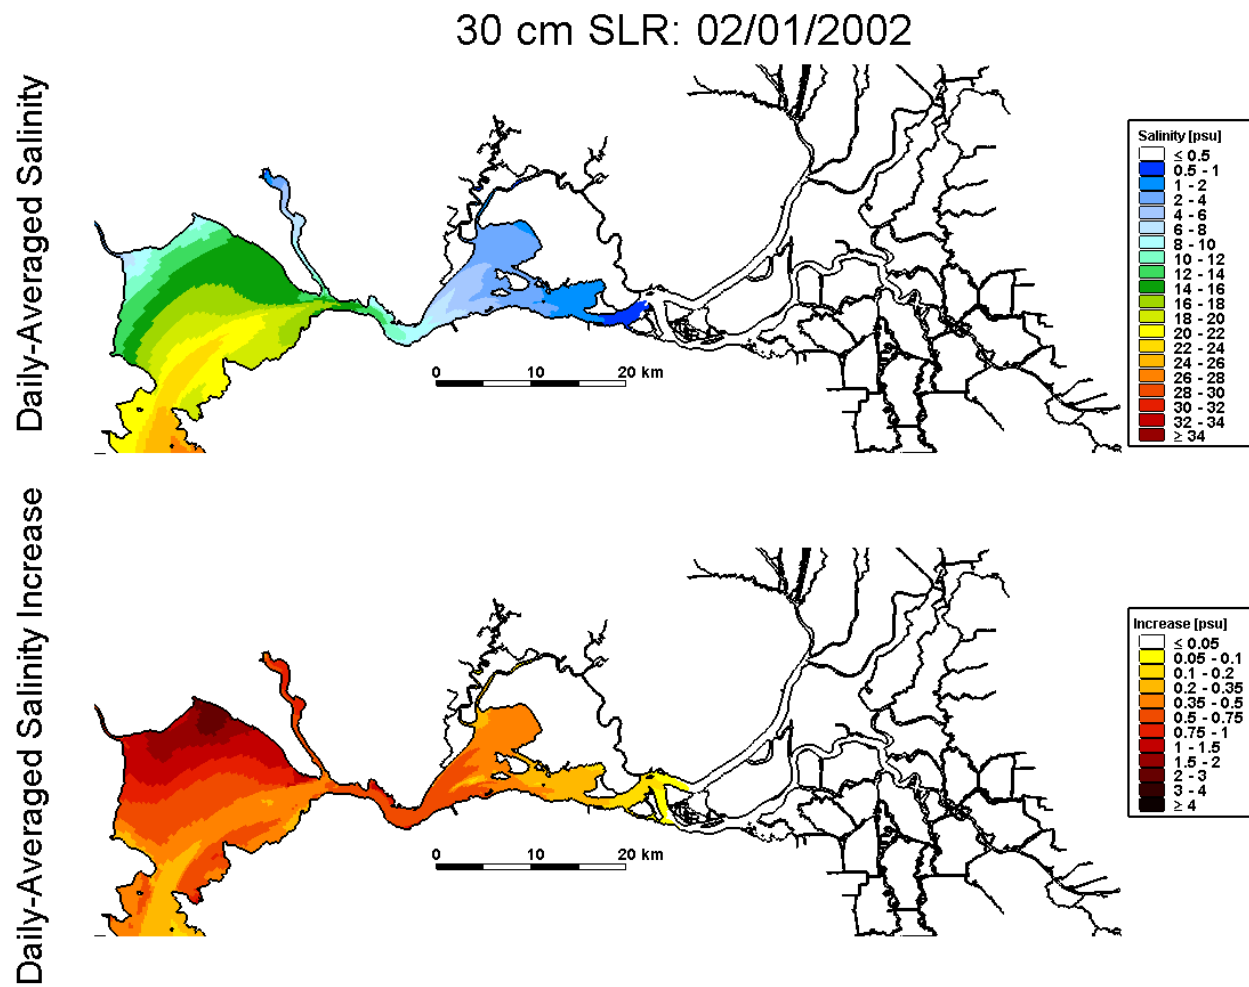 30 cm SLR: 02/01/2002
Daily-Averaged Salinity
Salinity [psu]
≤ 0.5
0.5 - 1
1 - 2
2 - 4
4 - 6
6 - 8
8 - 10
10 - 12
12 - 14
14 - 16
16 - 18
18 - 20
20 - 22
22 - 24
24 - 26
26 - 28
28 - 30
30 - 32
32 - 34
≥ 34
0 10 20 km
Daily-Averaged Salinity Increase
Increase [psu]
≤ 0.05
0.05 - 0.1
0.1 - 0.2
0.2 - 0.35
0.35 - 0.5
0.5 - 0.75
0.75 - 1
1 - 1.5
1.5 - 2
2 - 3
3 - 4
≥ 4
0 10 20 km